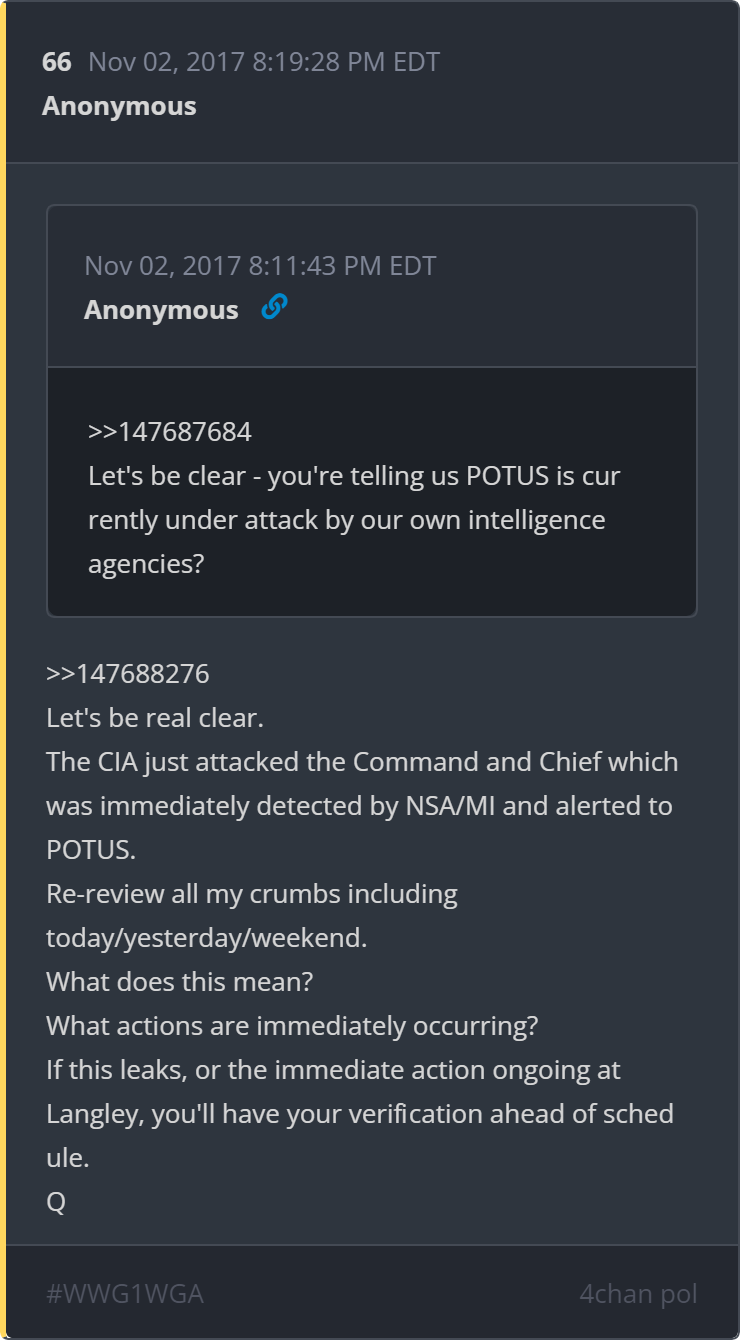 66 Nov 02, 2017 8:19:28 PM EDT
Anonymous
Nov 02, 2017 8:11:43 PM EDT
Anonymous
>>147687684
Let's be clear - you're telling us POTUS is cur
rently under attack by our own intelligence
agencies?
>>147688276
Let's be real clear.
The CIA just attacked the Command and Chief which
was immediately detected by NSA/MI and alerted to
POTUS.
Re-review all my crumbs including
today/yesterday/weekend.
What does this mean?
What actions are immediately occurring?
If this leaks, or the immediate action ongoing at
Langley, you'll have your verification ahead of sched
ule.
Q
#WWG1WGA 4chan pol